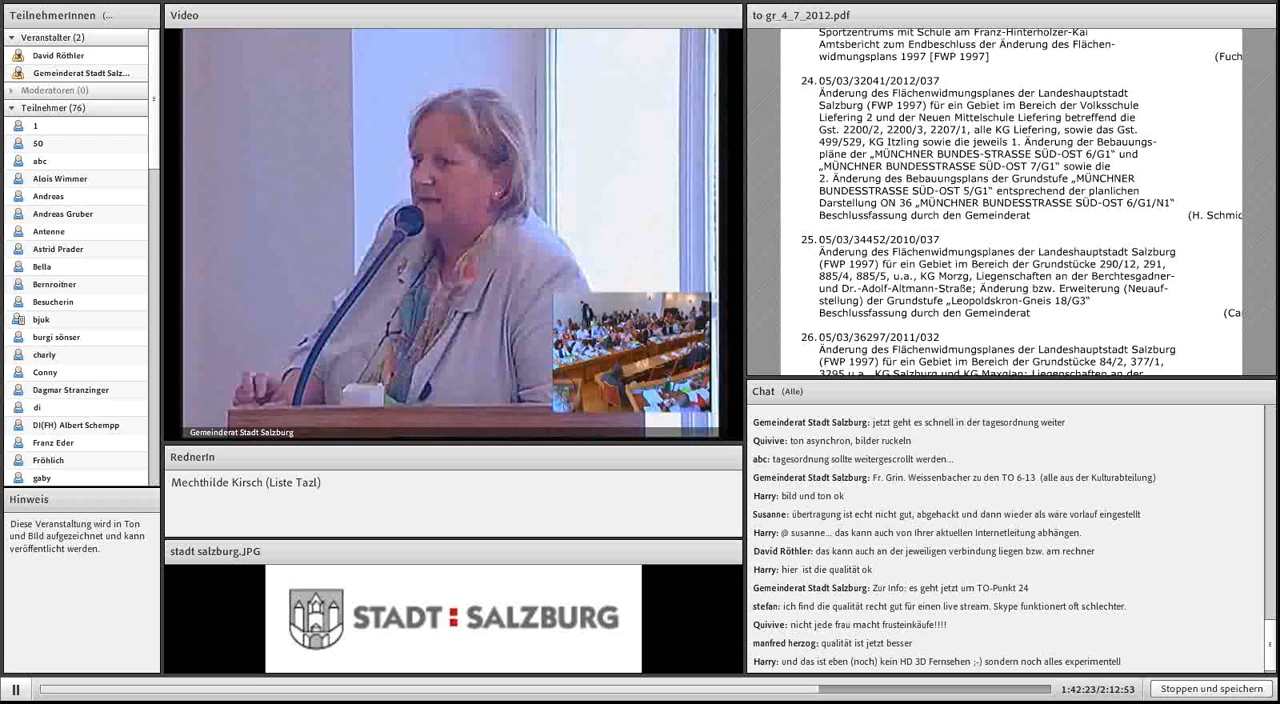 TeilnehmerInnen (...
Veranstalter (2)
David Röthler
Gemeinderat Stadt Salz...
Moderatoren (0)
Teilnehmer (76)
1
50
abc
Alois Wimmer
Andreas
Andreas Gruber
Antenne
Astrid Prader
Bella
Bernroitner
Besucherin
bjuk
burgi sönser
charly
Conny
Dagmar Stranzinger
di
DI(FH) Albert Schempp
Franz Eder
Fröhlich
gaby
Hinweis
Diese Veranstaltung wird in Ton
und Bild aufgezeichnet und kann
veröffentlicht werden.
Video
Gemeinderat Stadt Salzburg
RednerIn
Mechthilde Kirsch (Liste Tazl)
stadt salzburg.JPG
STADT : SALZBURG
to gr_4_7_2012.pdf
Sportzentrums mit Schule am Franz-Hinterholzer-Kai
Amtsbericht zum Endbeschluss der Änderung des Flächen-
widmungsplans 1997 [FWP 1997] (Fuch
24. 05/03/32041/2012/037
Änderung des Flächenwidmungsplanes der Landeshauptstadt
Salzburg (FWP 1997) für ein Gebiet im Bereich der Volksschule
Liefering 2 und der Neuen Mittelschule Liefering betreffend die
Gst. 2200/2, 2200/3, 2207/1, alle KG Liefering, sowie das Gst.
499/529, KG Itzling sowie die jeweils 1. Änderung der Bebauungs-
pläne der „MÜNCHNER BUNDES-STRASSE SÜD-OST 6/G1“ und
„MÜNCHNER BUNDESSTRASSE SÜD-OST 7/G1“ sowie die
2. Änderung des Bebauungsplans der Grundstufe „MÜNCHNER
BUNDESSTRASSE SÜD-OST 5/G1“ entsprechend der planlichen
Darstellung ON 36 „MÜNCHNER BUNDESSTRASSE SÜD-OST 6/G1/N1“
Beschlussfassung durch den Gemeinderat (H. Schmid
25. 05/03/34452/2010/037
Änderung des Flächenwidmungsplanes der Landeshauptstadt Salzburg
(FWP 1997) für ein Gebiet im Bereich der Grundstücke 290/12, 291,
885/4, 885/5, u.a., KG Morzg, Liegenschaften an der Berchtesgadner-
und Dr.-Adolf-Altmann-Straße; Änderung bzw. Erweiterung (Neuauf-
stellung) der Grundstufe „Leopoldskron-Gneis 18/G3“
Beschlussfassung durch den Gemeinderat (Ca
26. 05/03/36297/2011/032
Änderung des Flächenwidmungsplanes der Landeshauptstadt Salzburg
(FWP 1997) für ein Gebiet im Bereich der Grundstücke 84/2, 377/1,
3295 u.a., KG Salzburg und KG Maxglan; Liegenschaften an der
Chat (Alle)
Gemeinderat Stadt Salzburg: jetzt geht es schnell in der tagesordnung weiter
Quivive: ton asynchron, bilder ruckeln
abc: tagesordnung sollte weitergescrollt werden...
Gemeinderat Stadt Salzburg: Fr. Grin. Weissenbacher zu den TO 6-13 (alle aus der Kulturabteilung)
Harry: bild und ton ok
Susanne: übertragung ist echt nicht gut, abgehackt und dann wieder als wäre vorlauf eingestellt
Harry: @ susanne... das kann auch von Ihrer aktuellen Internetleitung abhängen.
David Röthler: das kann auch an der jeweiligen verbindung liegen bzw. am rechner
Harry: hier ist die qualität ok
Gemeinderat Stadt Salzburg: Zur Info: es geht jetzt um TO-Punkt 24
stefan: ich find die qualität recht gut für einen live stream. Skype funktionert oft schlechter.
Quivive: nicht jede frau macht frusteinkäufe!!!!
manfred herzog: qualität ist jetzt besser
Harry: und das ist eben (noch) kein HD 3D Fernsehen ;-) sondern noch alles experimentell
1:42:23/2:12:53
Stoppen und speichern